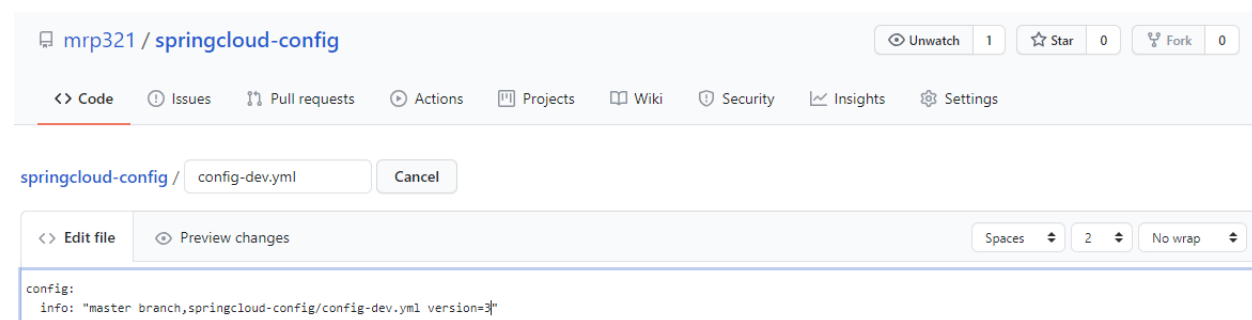 mrp321 / springcloud-config Unwatch 1 Star 0 Fork 0
<> Code Issues Pull requests Actions Projects Wiki Security Insights Settings
springcloud-config / config-dev.yml Cancel
<> Edit file Preview changes Spaces 2 No wrap
config:
  info: "master branch,springcloud-config/config-dev.yml version=3"